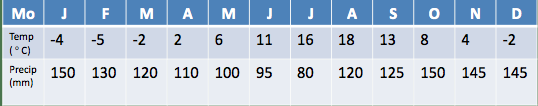 Mo J F M A M J J A S O N D
Temp (°C) -4 -5 -2 2 6 11 16 18 13 8 4 -2
Precip (mm) 150 130 120 110 100 95 80 120 125 150 145 145